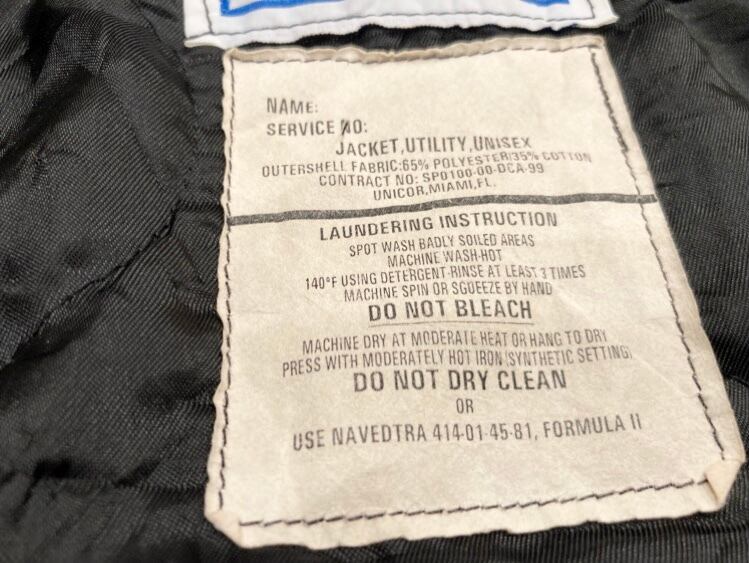 NAME:
SERVICE NO:
JACKET,UTILITY,UNISEX
OUTERSHELL FABRIC:65% POLYESTER/35% COTTON
CONTRACT NO: SP0100-00-DCA-99
UNICOR,MIAMI,FL.
LAUNDERING INSTRUCTION
SPOT WASH BADLY SOILED AREAS
MACHINE WASH-HOT
140°F USING DETERGENT-RINSE AT LEAST 3 TIMES
MACHINE SPIN OR SGUEEZE BY HAND
DO NOT BLEACH
MACHINE DRY AT MODERATE HEAT OR HANG TO DRY
PRESS WITH MODERATELY HOT IRON (SYNTHETIC SETTING)
DO NOT DRY CLEAN
OR
USE NAVEDTRA 414-01-45-81, FORMULA II